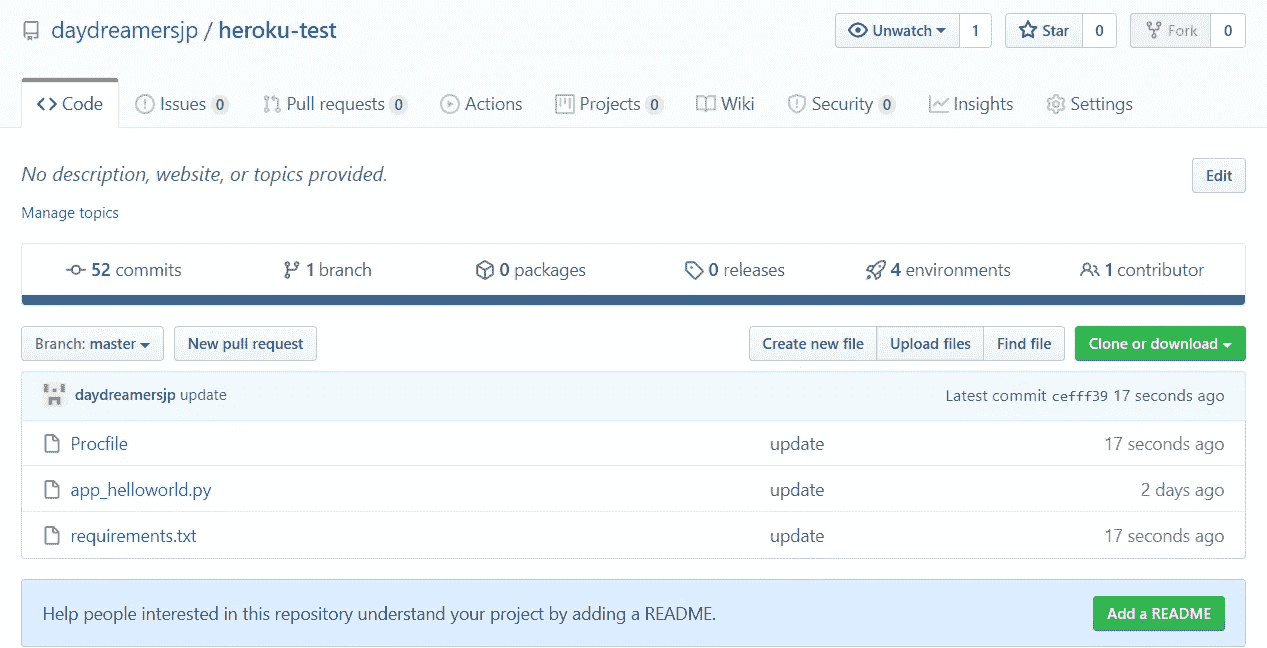 daydreamersjp / heroku-test
Unwatch 1 Star 0 Fork 0
Code Issues 0 Pull requests 0 Actions Projects 0 Wiki Security 0 Insights Settings
No description, website, or topics provided.
Edit
Manage topics
52 commits 1 branch 0 packages 0 releases 4 environments 1 contributor
Branch: master New pull request Create new file Upload files Find file Clone or download
daydreamersjp update Latest commit cefff39 17 seconds ago
Procfile update 17 seconds ago
app_helloworld.py update 2 days ago
requirements.txt update 17 seconds ago
Help people interested in this repository understand your project by adding a README. Add a README